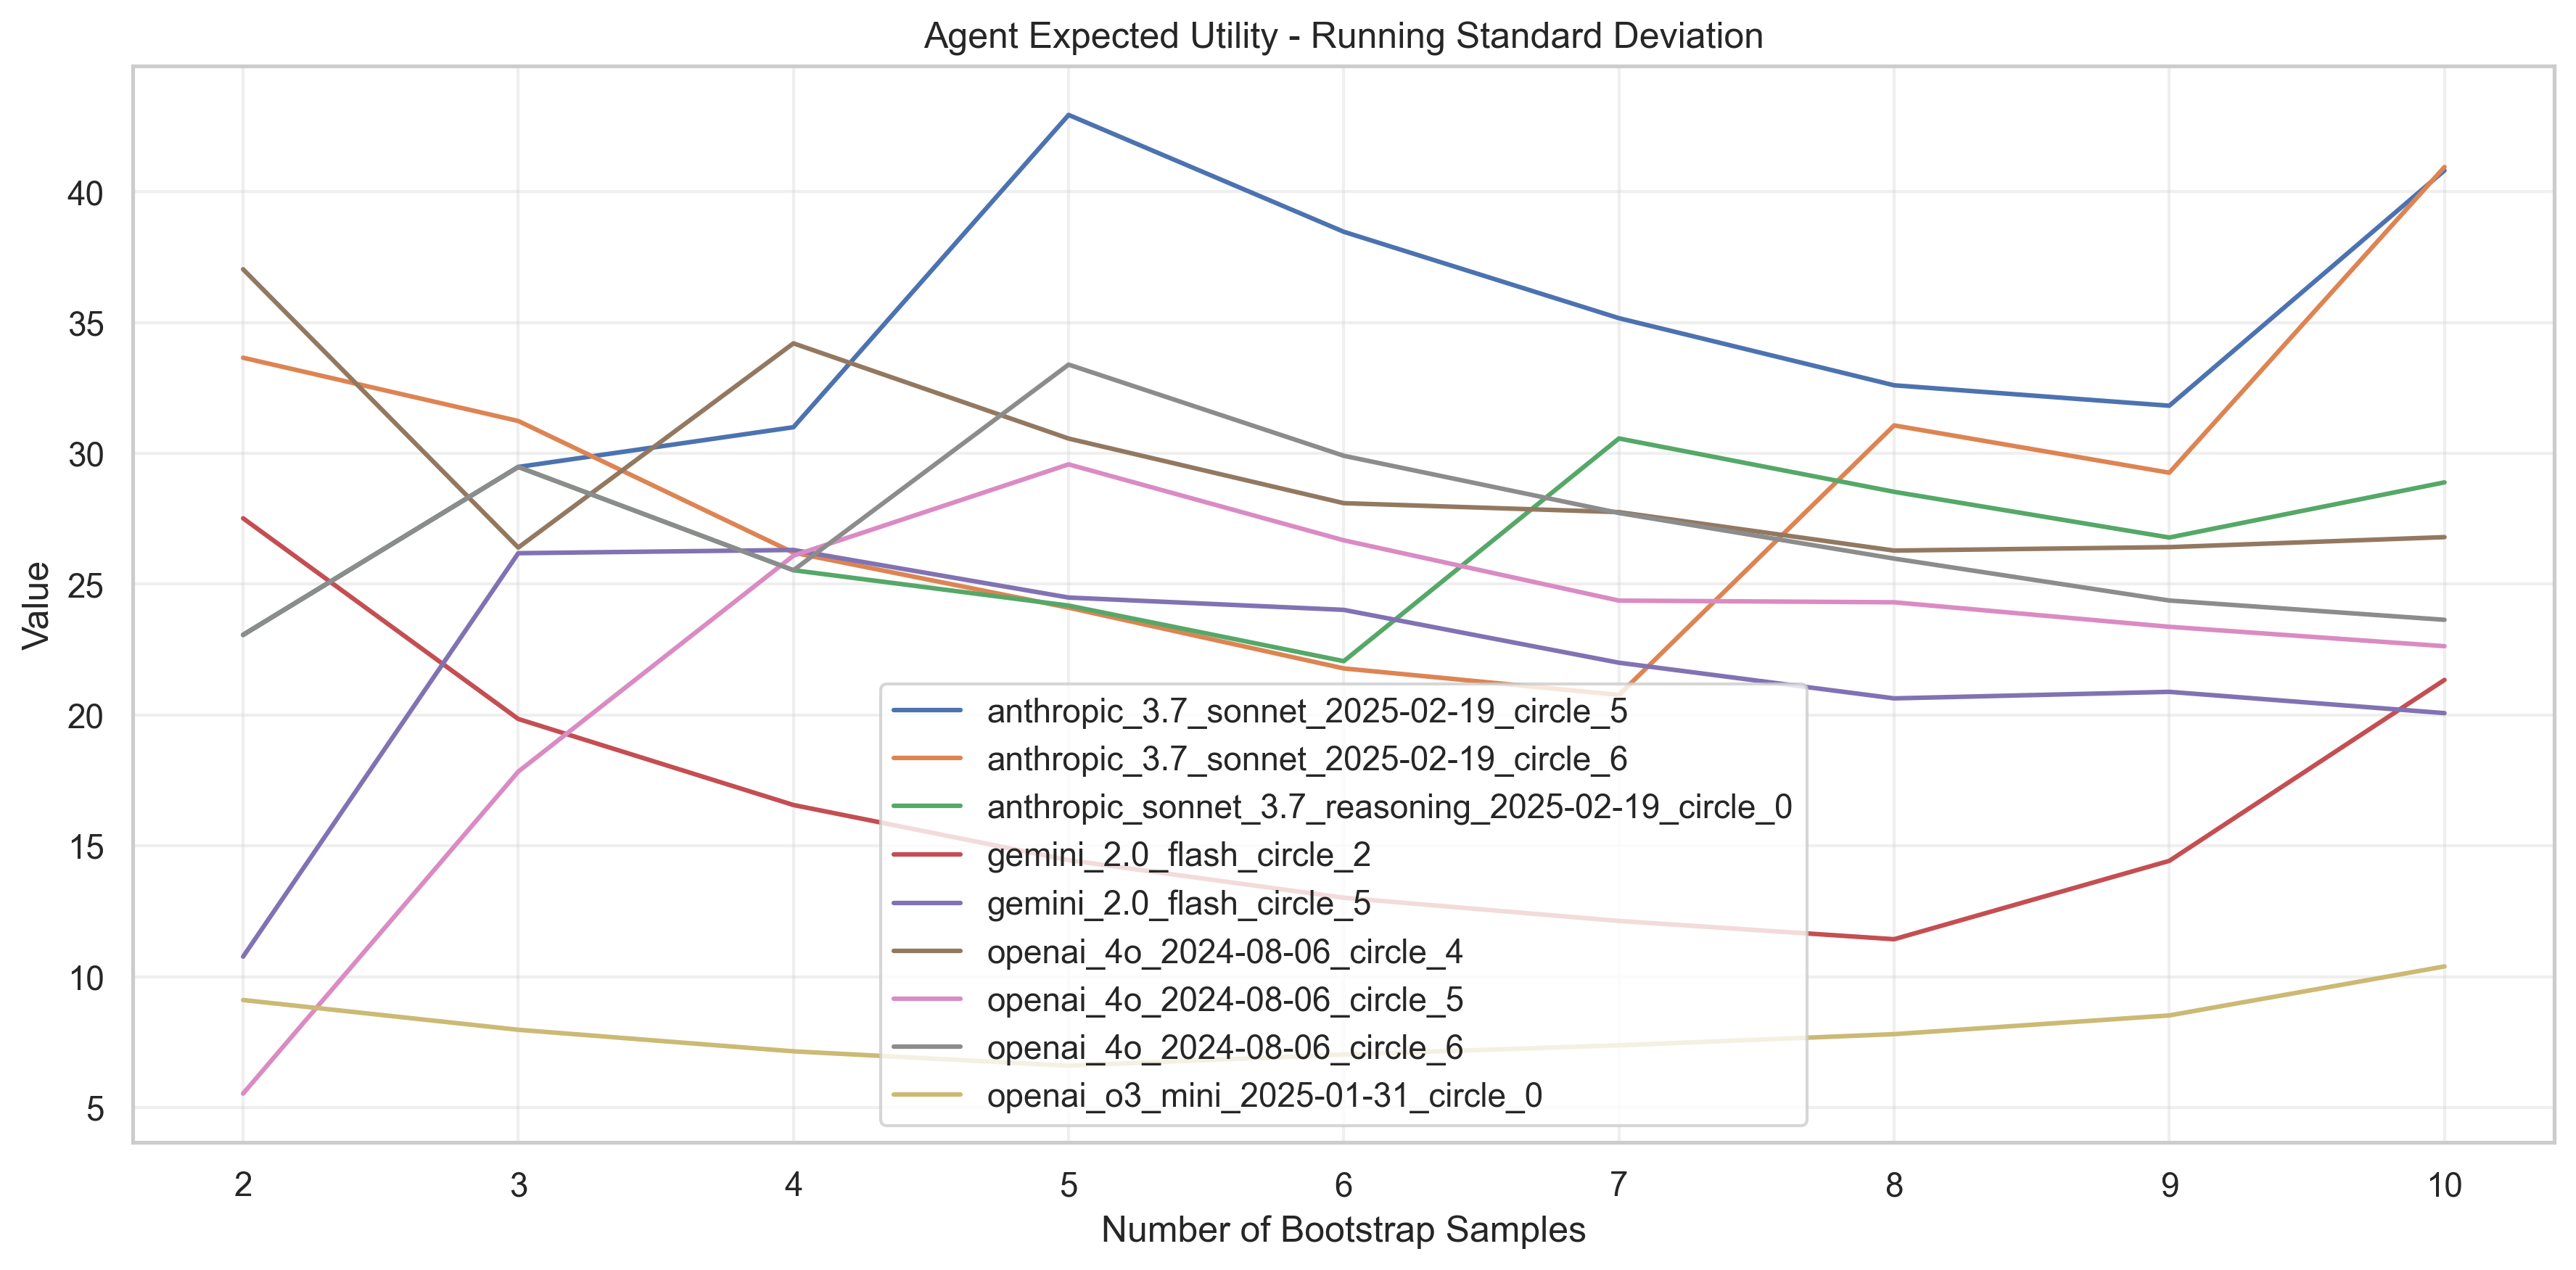 Agent Expected Utility - Running Standard Deviation
Value
40
35
30
25
20
15
10
5
anthropic_3.7_sonnet_2025-02-19_circle_5
anthropic_3.7_sonnet_2025-02-19_circle_6
anthropic_sonnet_3.7_reasoning_2025-02-19_circle_0
gemini_2.0_flash_circle_2
gemini_2.0_flash_circle_5
openai_4o_2024-08-06_circle_4
openai_4o_2024-08-06_circle_5
openai_4o_2024-08-06_circle_6
openai_o3_mini_2025-01-31_circle_0
2 3 4 5 6 7 8 9 10
Number of Bootstrap Samples